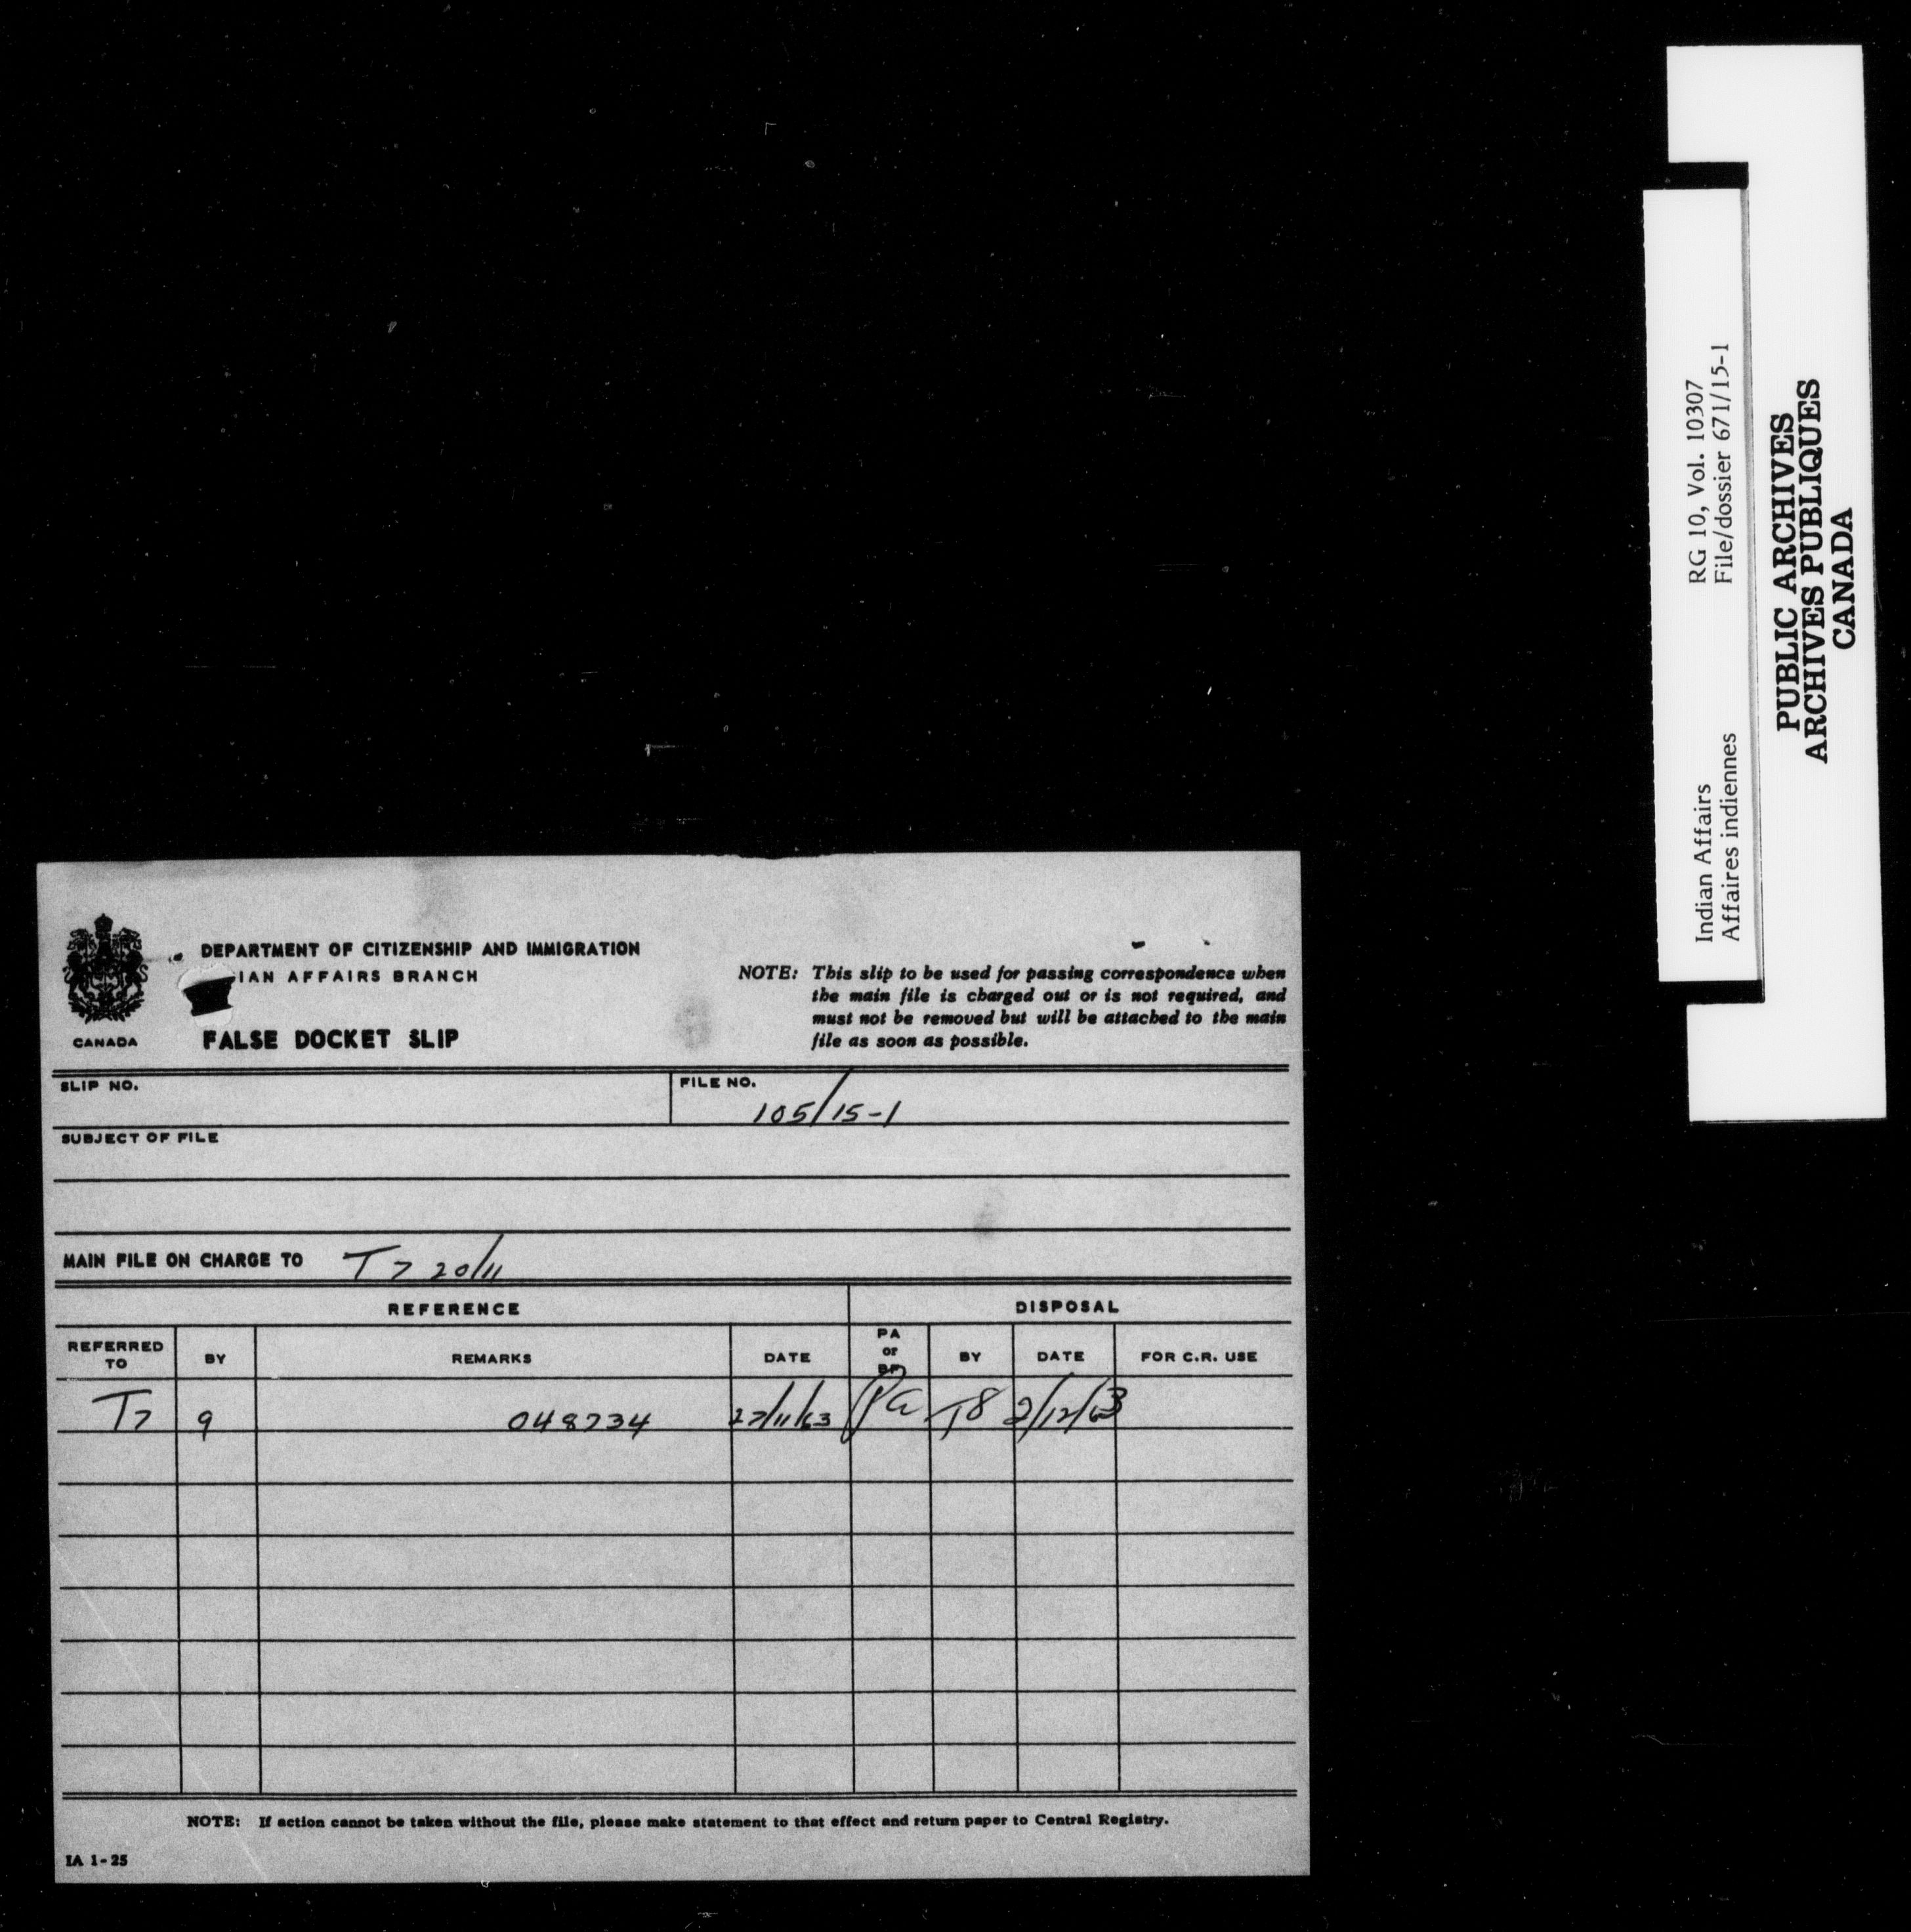 DEPARTMENT OF CITIZENSHIP AND IMMIGRATION
IAN AFFAIRS BRANCH
CANADA
FALSE DOCKET SLIP
NOTE: This slip to be used for passing correspondence when
the main file is charged out or is not required, and
must not be removed but will be attached to the main
file as soon as possible.
SLIP NO.
FILE NO.
105/15-1
SUBJECT OF FILE
MAIN FILE ON CHARGE TO T7 20/11
REFERENCE DISPOSAL
REFERRED TO BY REMARKS DATE PA or BF BY DATE FOR C.R. USE
T7 9 048734 27/11/63 Pa T8 2/12/63
NOTE: If action cannot be taken without the file, please make statement to that effect and return paper to Central Registry.
IA 1-25
Indian Affairs RG 10, Vol. 10307
Affaires indiennes File/dossier 671/15-1
PUBLIC ARCHIVES
ARCHIVES PUBLIQUES
CANADA